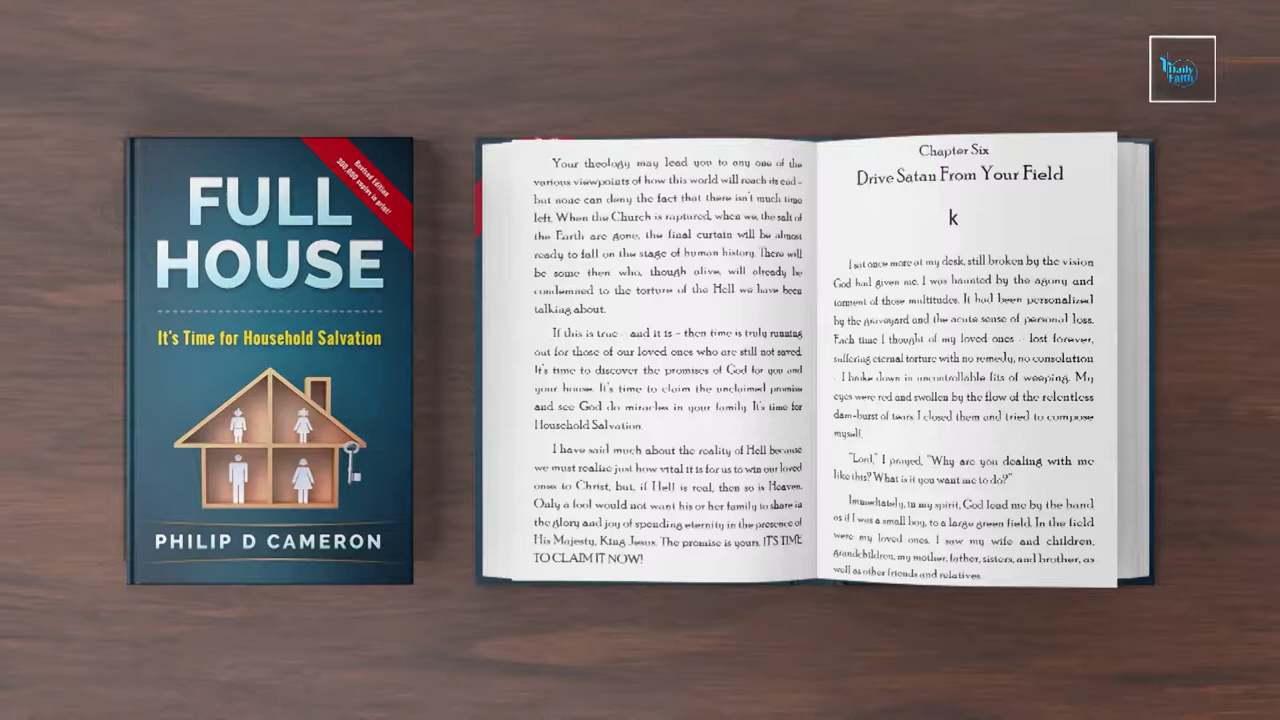 Daily
Faith
Revised Edition
300,000 copies in print!
FULL
HOUSE
It's Time for Household Salvation
PHILIP D CAMERON
Your theology may lead you to any one of the
various viewpoints of how this world will reach its end -
but none can deny the fact that there isn't much time
left. When the Church is raptured, when we, the salt of
the Earth are gone, the final curtain will be almost
ready to fall on the stage of human history. There will
be some then who, though alive, will already be
condemned to the torture of the Hell we have been
talking about.
If this is true - and it is - then time is truly running
out for those of our loved ones who are still not saved.
It's time to discover the promises of God for you and
your house. It's time to claim the unclaimed promise
and see God do miracles in your family. It's time for
Household Salvation.
I have said much about the reality of Hell because
we must realize just how vital it is for us to win our loved
ones to Christ, but, if Hell is real, then so is Heaven.
Only a fool would not want his or her family to share in
the glory and joy of spending eternity in the presence of
His Majesty, King Jesus. The promise is yours. IT'S TIME
TO CLAIM IT NOW!
Chapter Six
Drive Satan From Your Field
k
I sat once more at my desk, still broken by the vision
God had given me. I was haunted by the agony and
torment of those multitudes. It had been personalized
by the graveyard and the acute sense of personal loss.
Each time I thought of my loved ones - lost forever,
suffering eternal torture with no remedy, no consolation
- I broke down in uncontrollable fits of weeping. My
eyes were red and swollen by the flow of the relentless
dam-burst of tears. I closed them and tried to compose
myself.
"Lord," I prayed, "Why are you dealing with me
like this? What is it you want me to do?"
Immediately, in my spirit, God lead me by the hand
as if I was a small boy, to a large green field. In the field
were my loved ones. I saw my wife and children,
grandchildren, my mother, father, sisters, and brother, as
well as other friends and relatives.